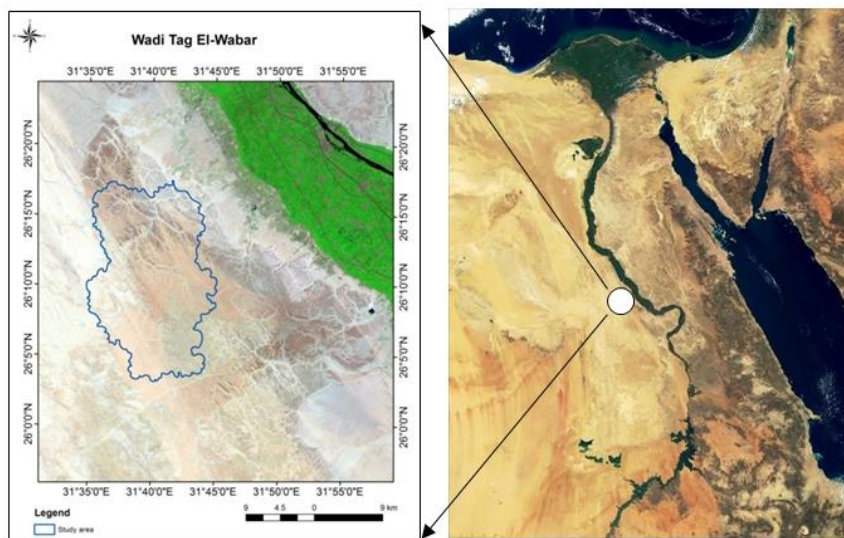 Wadi Tag El-Wabar
31°35'0"E 31°40'0"E 31°45'0"E 31°50'0"E 31°55'0"E
26°20'0"N 26°20'0"N
26°15'0"N 26°15'0"N
26°10'0"N 26°10'0"N
26°5'0"N 26°5'0"N
26°0'0"N 26°0'0"N
31°35'0"E 31°40'0"E 31°45'0"E 31°50'0"E 31°55'0"E
Legend
Study area
9 4.5 0 9 km